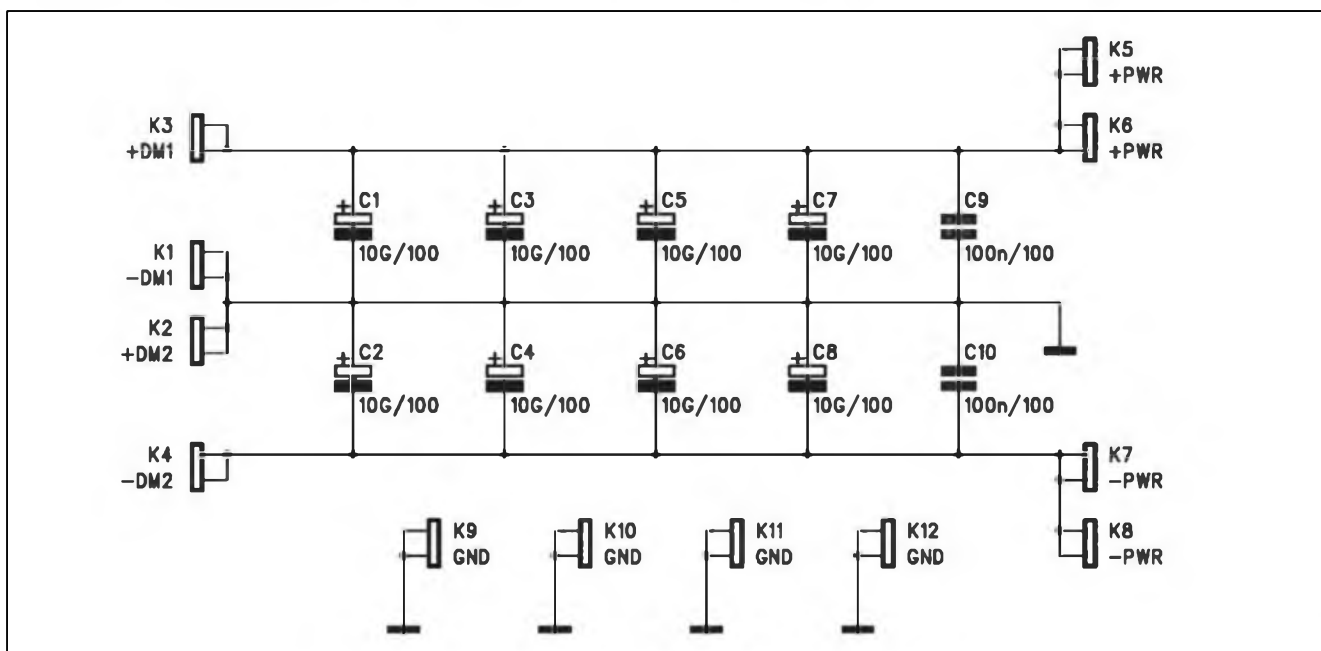 K5
+PWR
K3
+DM1
K6
+PWR
C1
10G/100
C3
10G/100
C5
10G/100
C7
10G/100
C9
100n/100
K1
-DM1
K2
+DM2
C2
10G/100
C4
10G/100
C6
10G/100
C8
10G/100
C10
100n/100
K4
-DM2
K7
-PWR
K9
GND
K10
GND
K11
GND
K12
GND
K8
-PWR
+
+
+
+
+
+
+
+